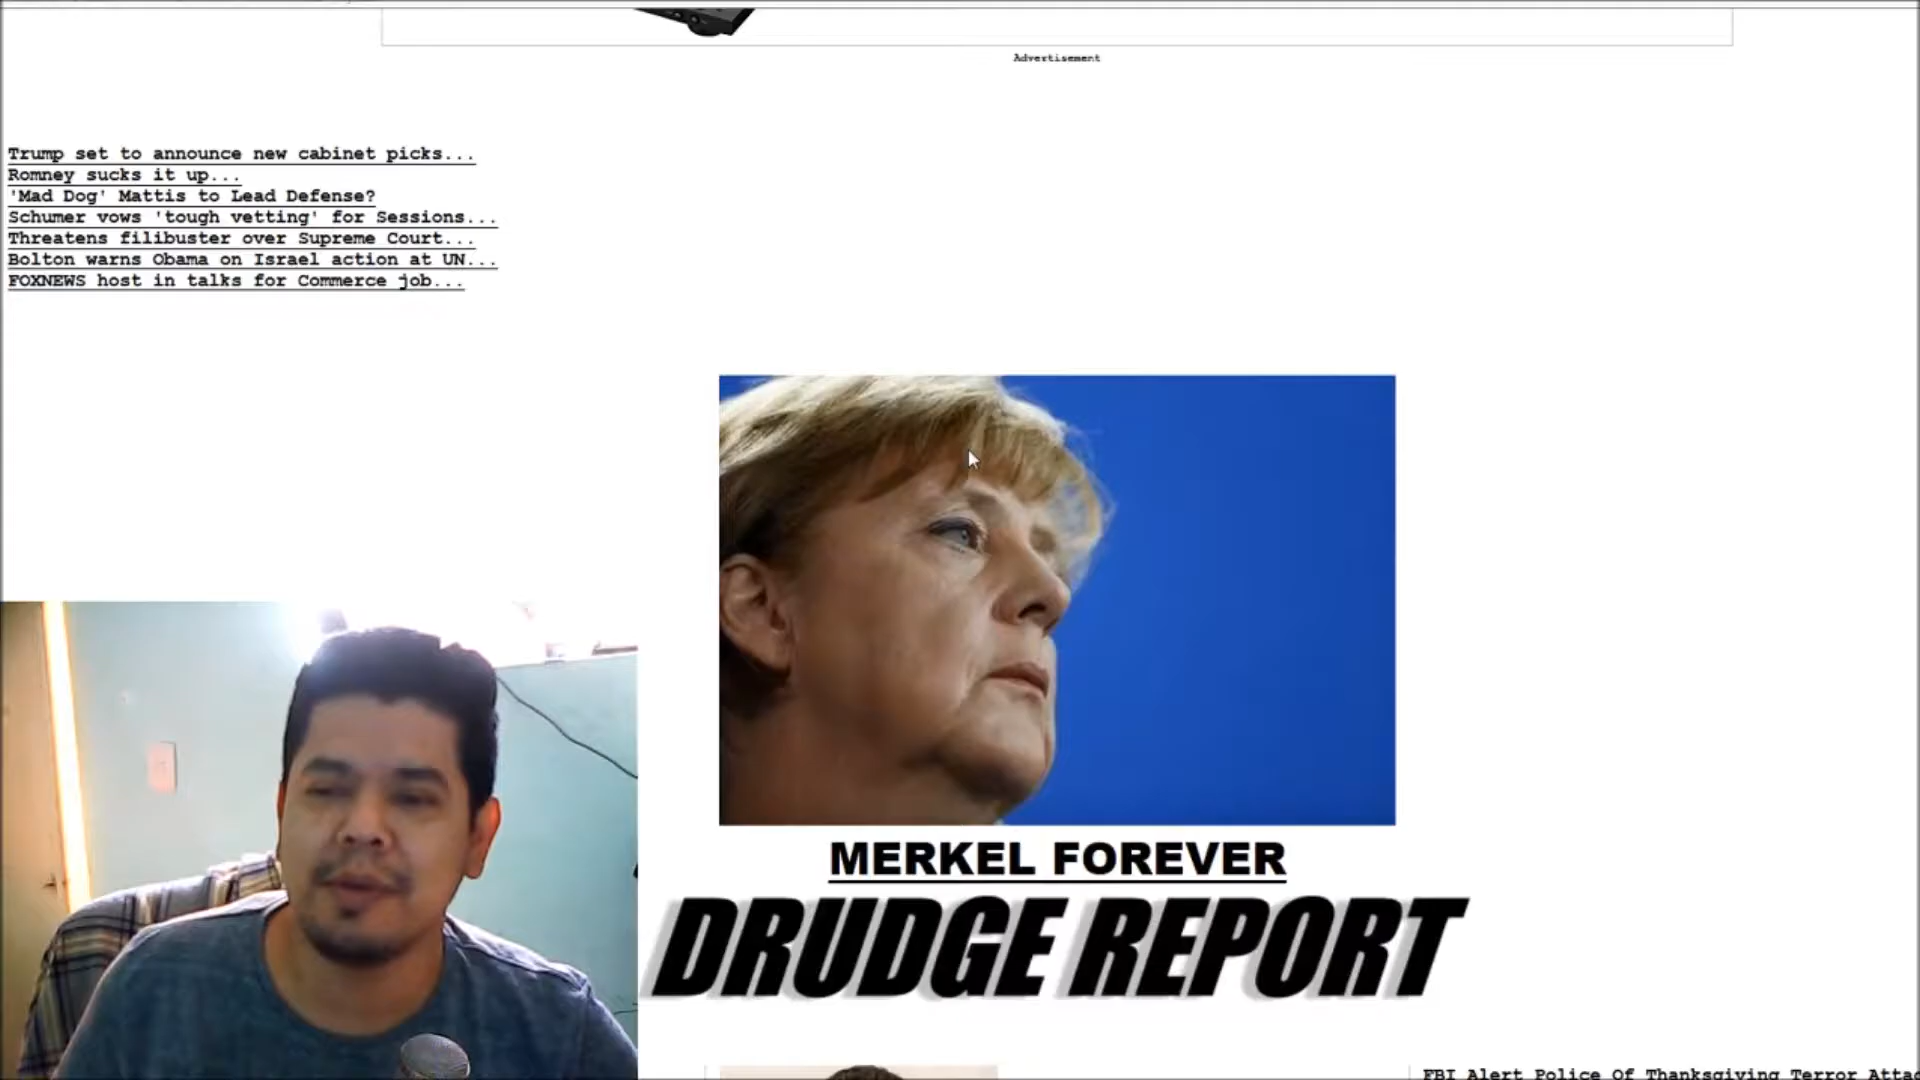 Advertisement
Trump set to announce new cabinet picks...
Romney sucks it up...
'Mad Dog' Mattis to Lead Defense?
Schumer vows 'tough vetting' for Sessions...
Threatens filibuster over Supreme Court...
Bolton warns Obama on Israel action at UN...
FOXNEWS host in talks for Commerce job...
MERKEL FOREVER
DRUDGE REPORT
FBI Alert Police Of Thanksgiving Terror